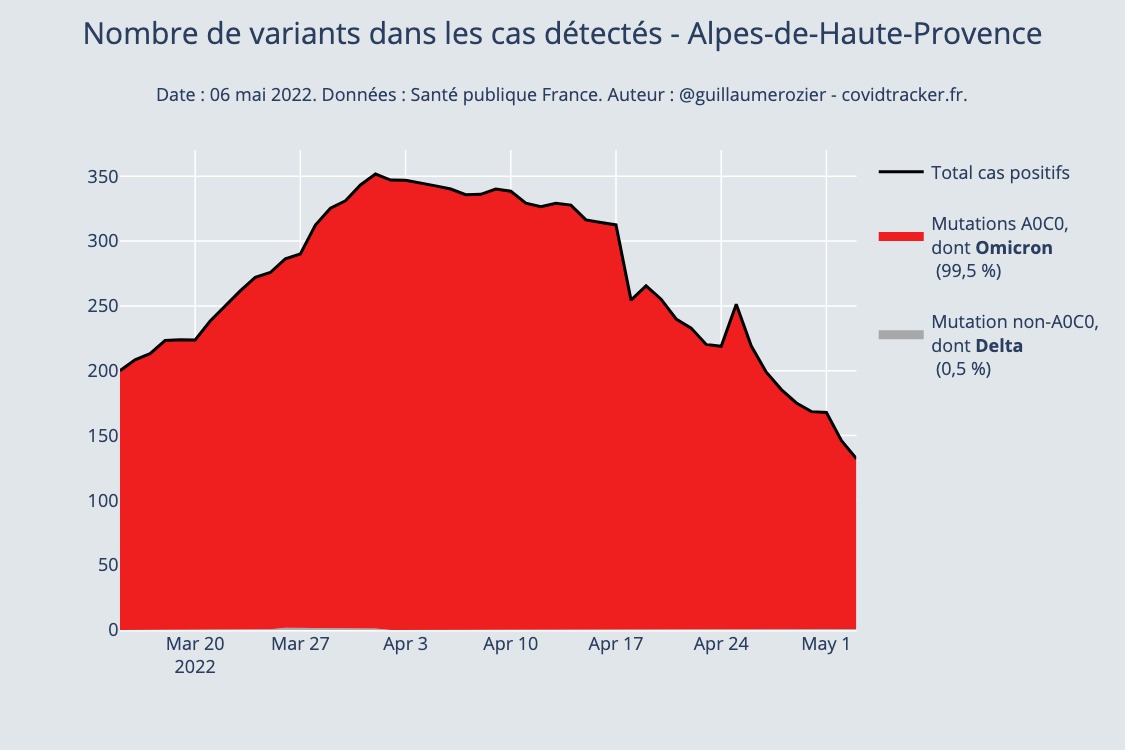 Nombre de variants dans les cas détectés - Alpes-de-Haute-Provence
Date : 06 mai 2022. Données : Santé publique France. Auteur : @guillaumerozier - covidtracker.fr.
350
300
250
200
150
100
50
0
Mar 20
2022
Mar 27
Apr 3
Apr 10
Apr 17
Apr 24
May 1
Total cas positifs
Mutations A0C0,
dont Omicron
(99,5 %)
Mutation non-A0C0,
dont Delta
(0,5 %)